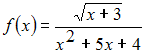 f(x) = √(x + 3) / (x² + 5x + 4)